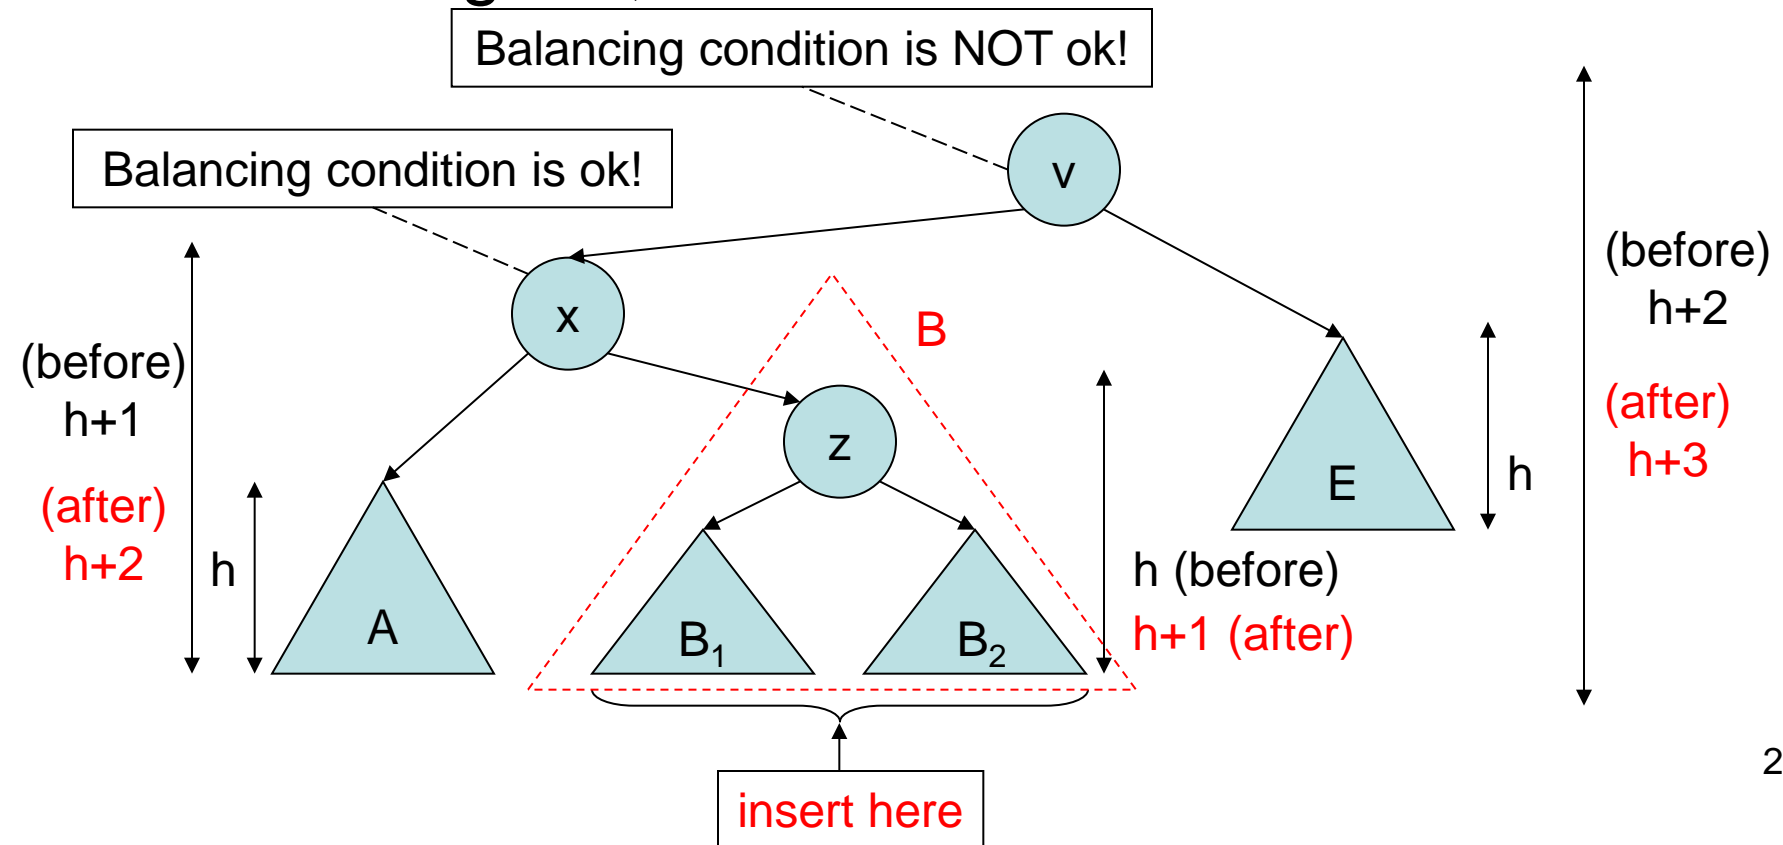 Balancing condition is NOT ok!
Balancing condition is ok!
v
x
B
z
(before)
h+2
(after)
h+3
(before)
h+1
(after)
h+2
h
A
B1
B2
h (before)
h+1 (after)
E
h
insert here
2